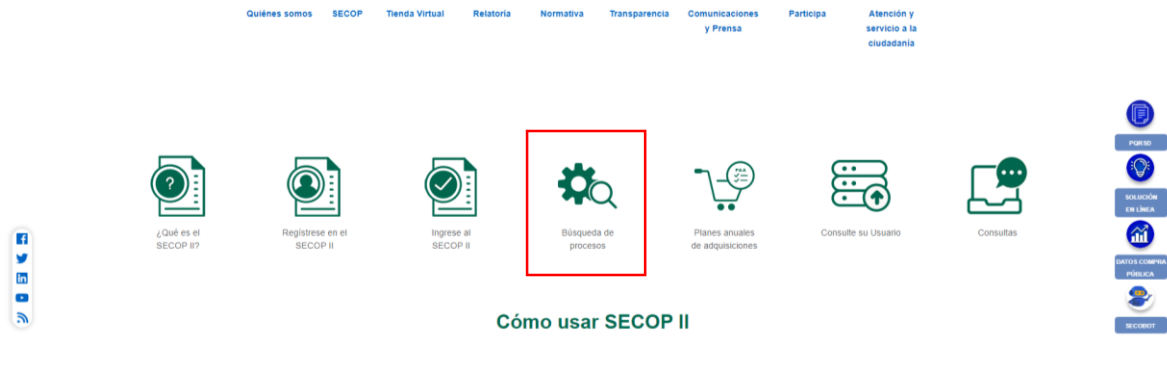 Quiénes somos SECOP Tienda Virtual Relatoría Normativa Transparencia Comunicaciones Participa Atención y
y Prensa servicio a la
ciudadanía
PQRSD
?
PAA
¿Qué es el Regístrese en el Ingrese al Búsqueda de Planes anuales Consulte su Usuario Consultas
SECOP II? SECOP II SECOP II procesos de adquisiciones
SOLUCIÓN
EN LÍNEA
DATOS COMPRA
PÚBLICA
Cómo usar SECOP II
SECOBOT